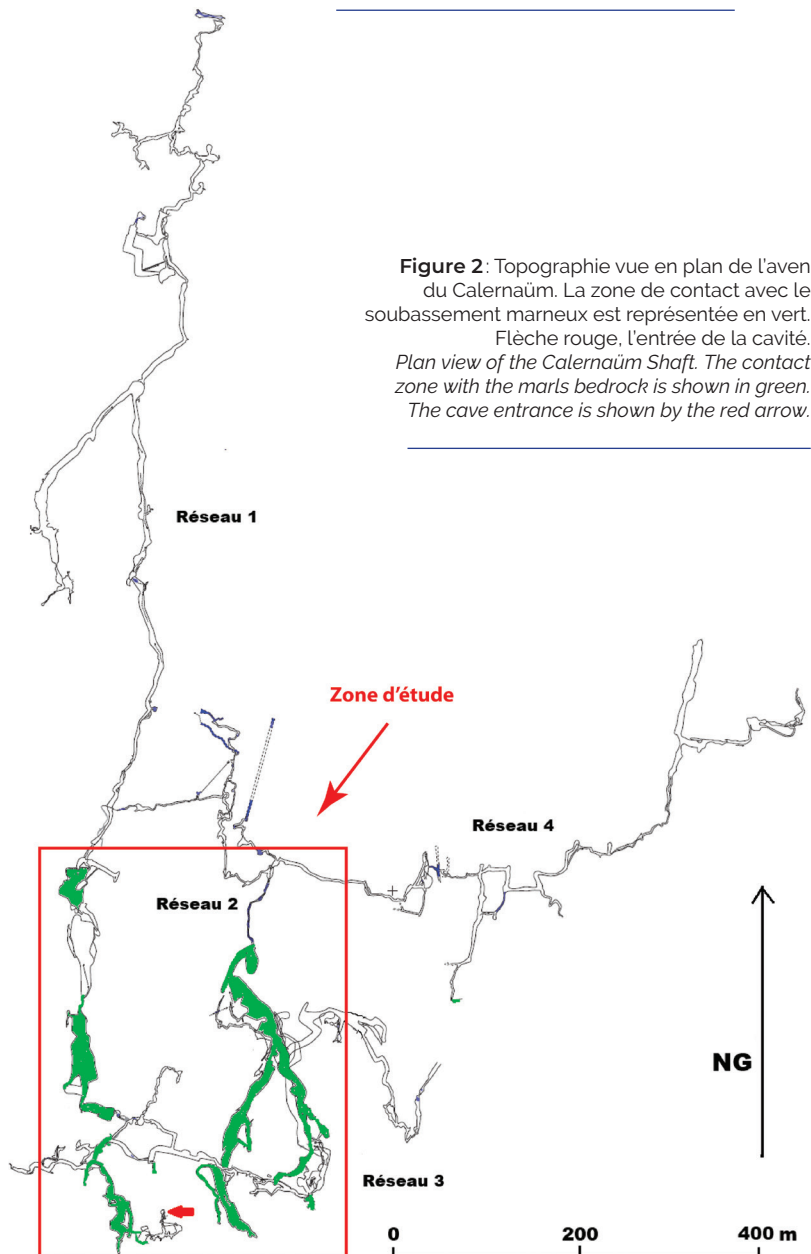 Figure 2 : Topographie vue en plan de l'aven
du Calernaüm. La zone de contact avec le
soubassement marneux est représentée en vert.
Flèche rouge, l'entrée de la cavité.
Plan view of the Calernaüm Shaft. The contact
zone with the marls bedrock is shown in green.
The cave entrance is shown by the red arrow.
Réseau 1
Zone d'étude
Réseau 4
Réseau 2
NG
Réseau 3
0 200 400 m